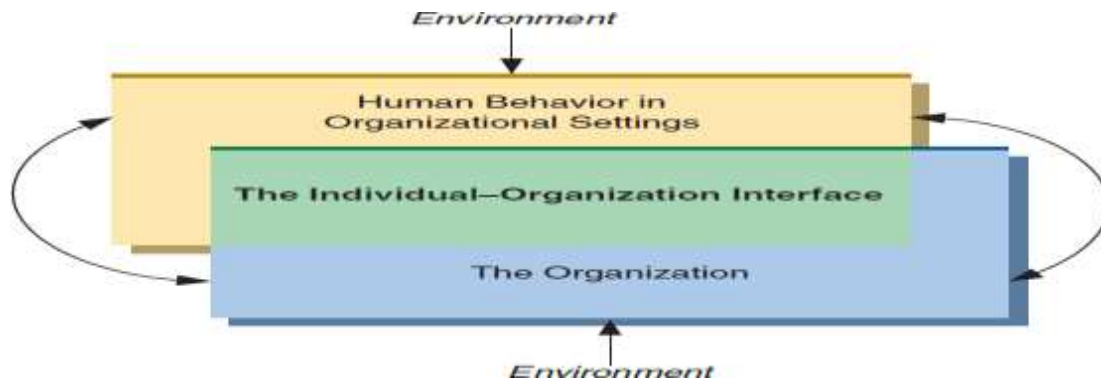 Environment
Human Behavior in
Organizational Settings
The Individual–Organization Interface
The Organization
Environment